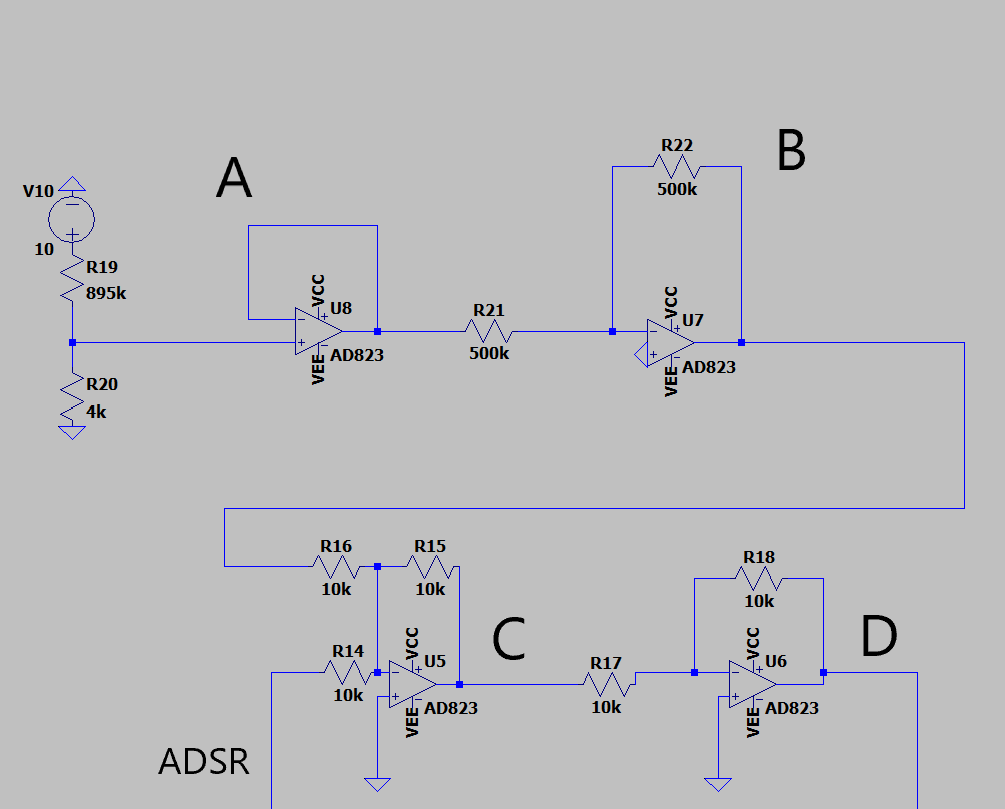 A
B
V10
10
R19
895k
R20
4k
VCC
U8
AD823
VEE
R21
500k
R22
500k
VCC
U7
AD823
VEE
R16
10k
R15
10k
R14
10k
VCC
U5
AD823
VEE
C
R17
10k
R18
10k
VCC
U6
AD823
VEE
D
ADSR